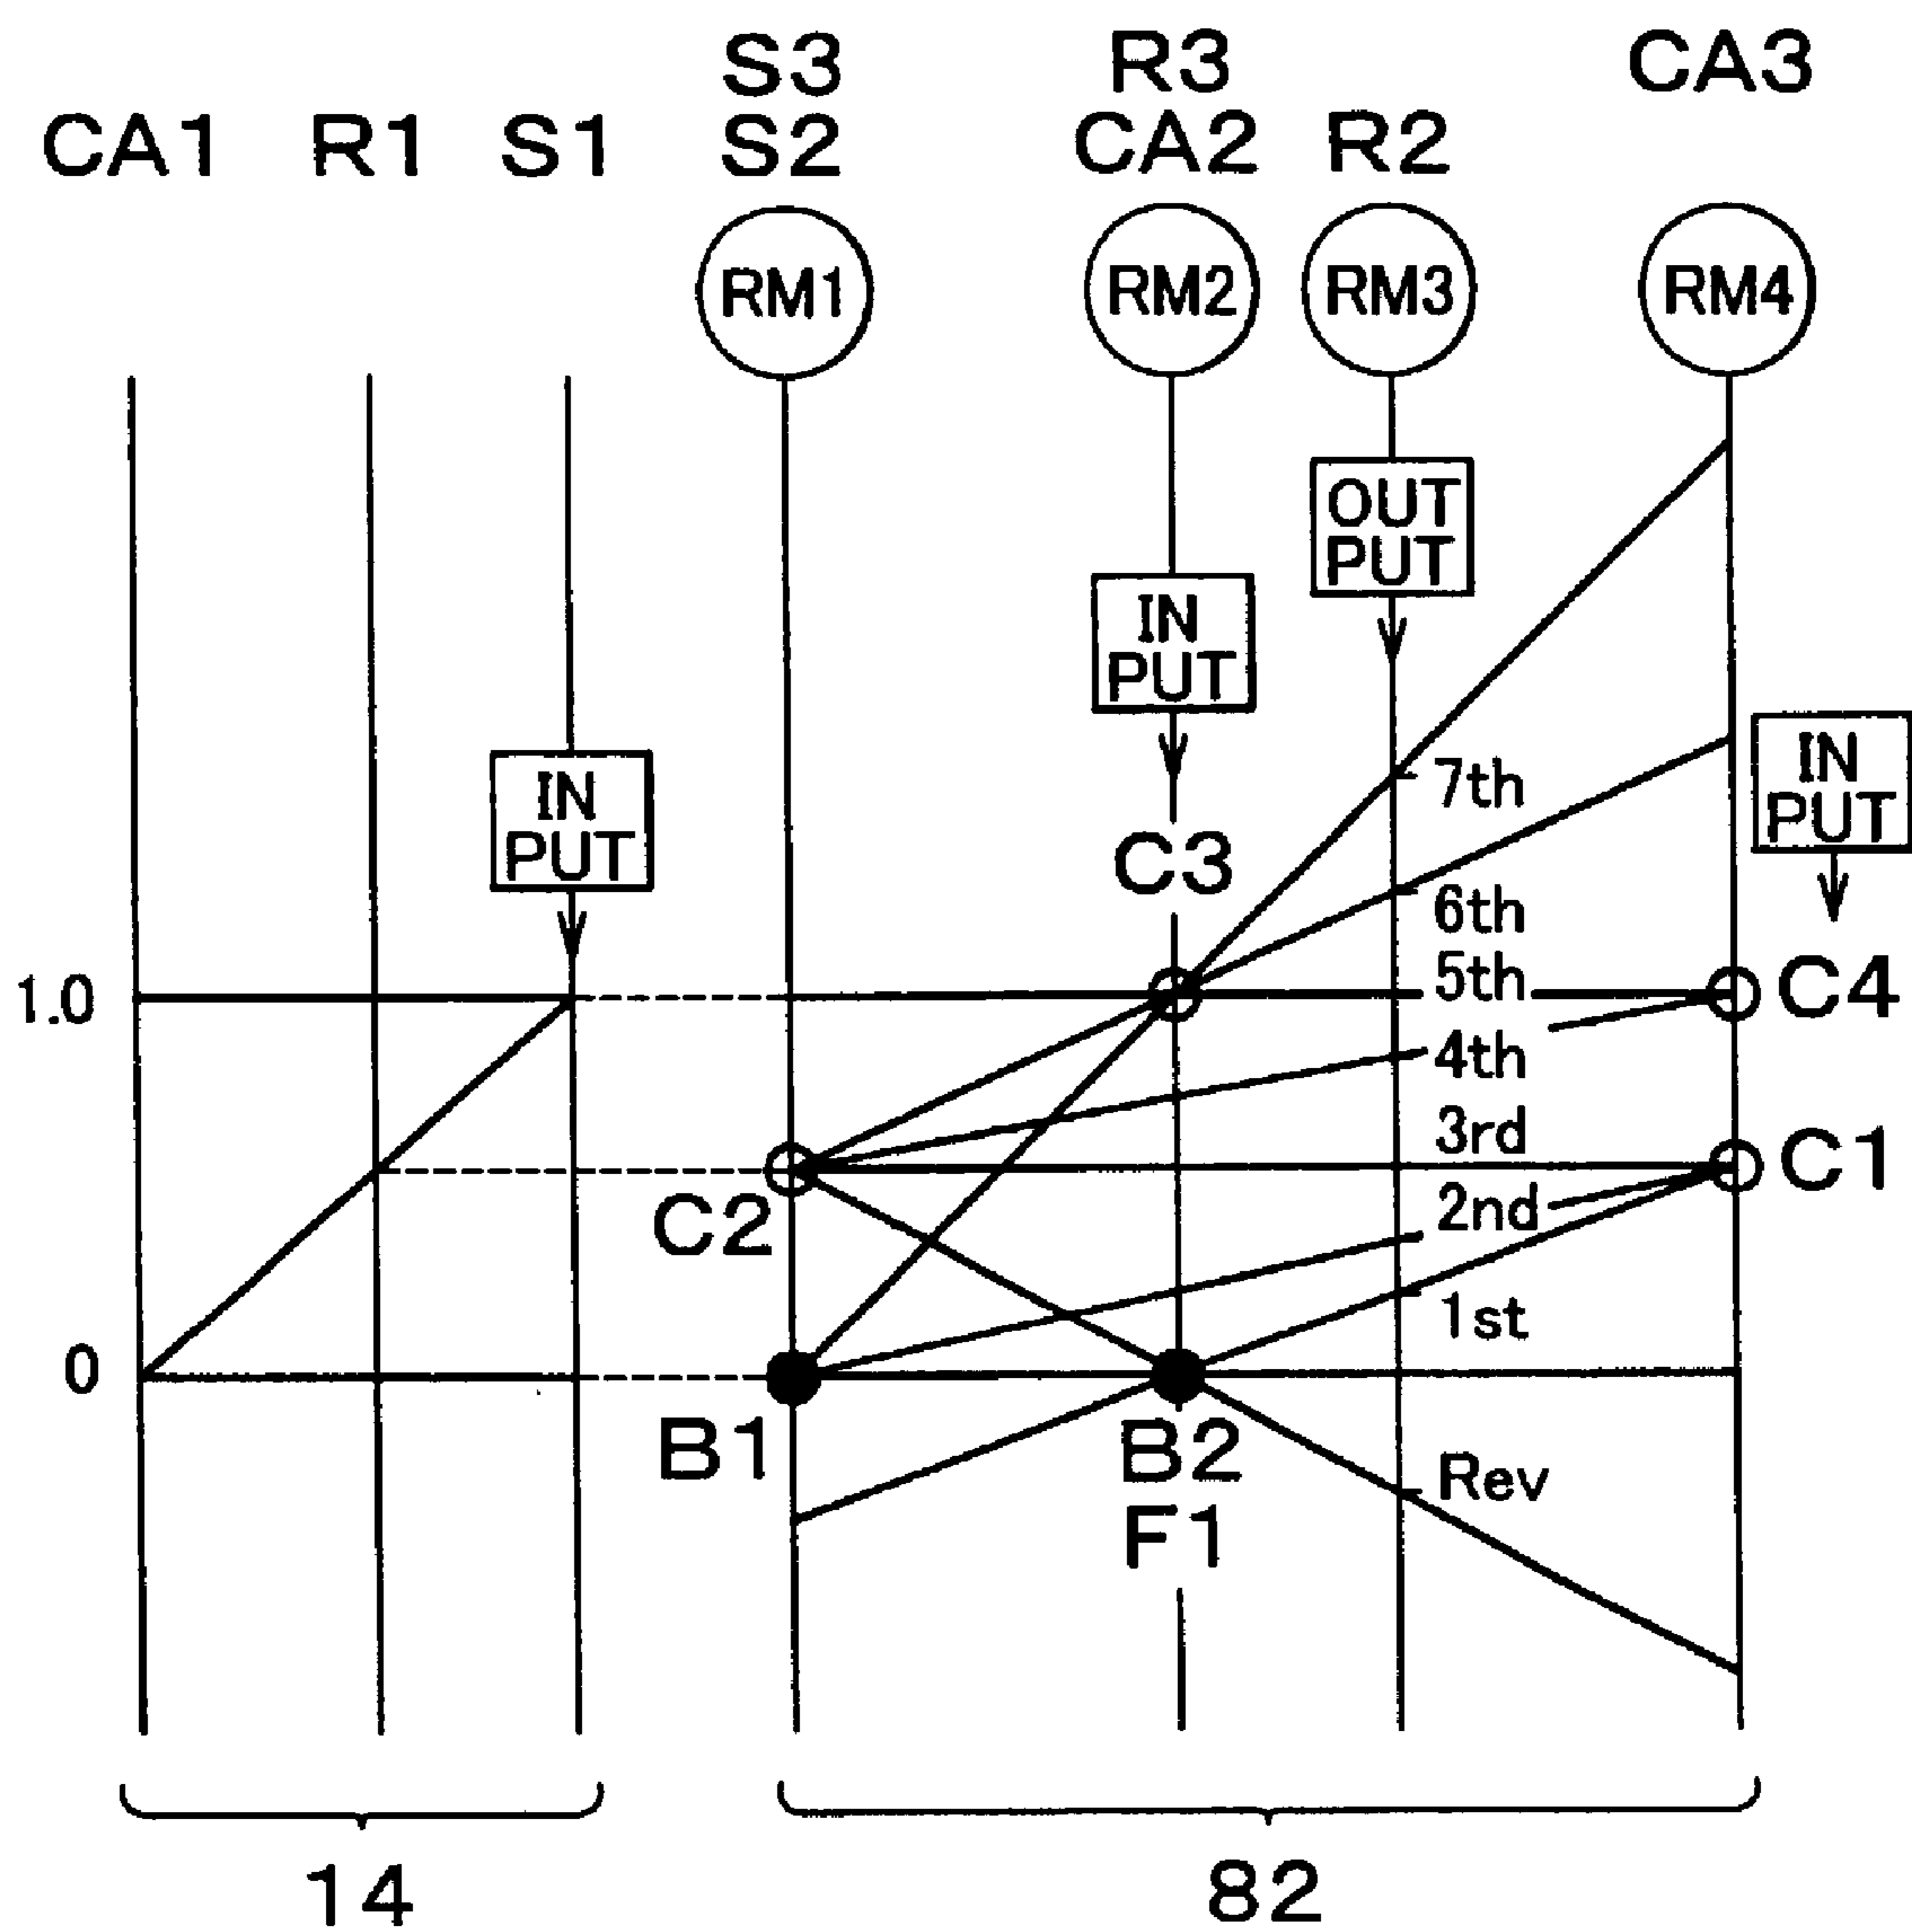 S3 R3 CA3
CA1 R1 S1 S2 CA2 R2
RM1 RM2 RM3 RM4
OUT
PUT
IN
PUT
IN
PUT
IN
PUT
7th
C3
6th
5th
1.0
C4
4th
3rd
C1
C2
2nd
1st
0
B1
B2
F1
Rev
14
82